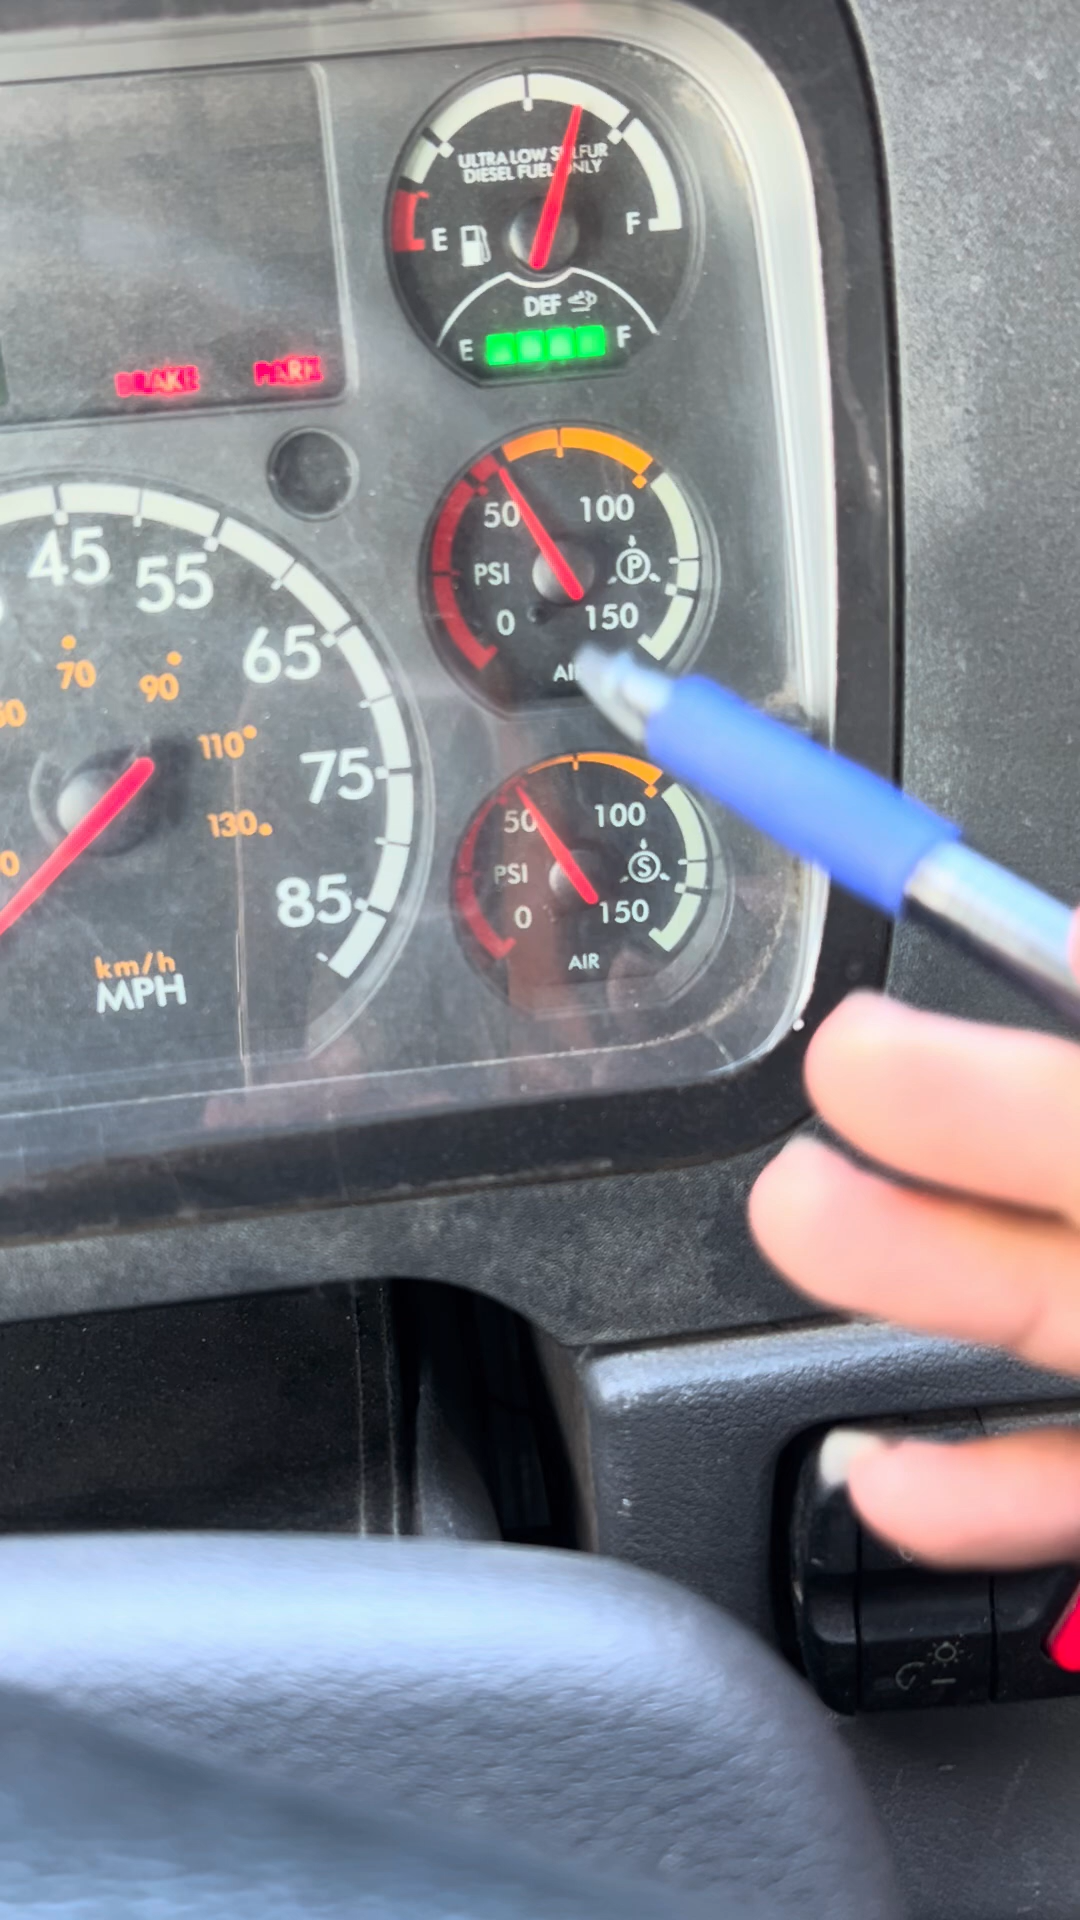 ULTRA LOW SULFUR
DIESEL FUEL ONLY
E F
DEF
E F
BRAKE PARK
50 100
PSI P
0 150
AIR
45 55 65 75 85
70 90 110 130
km/h
MPH
50 100
PSI S
0 150
AIR